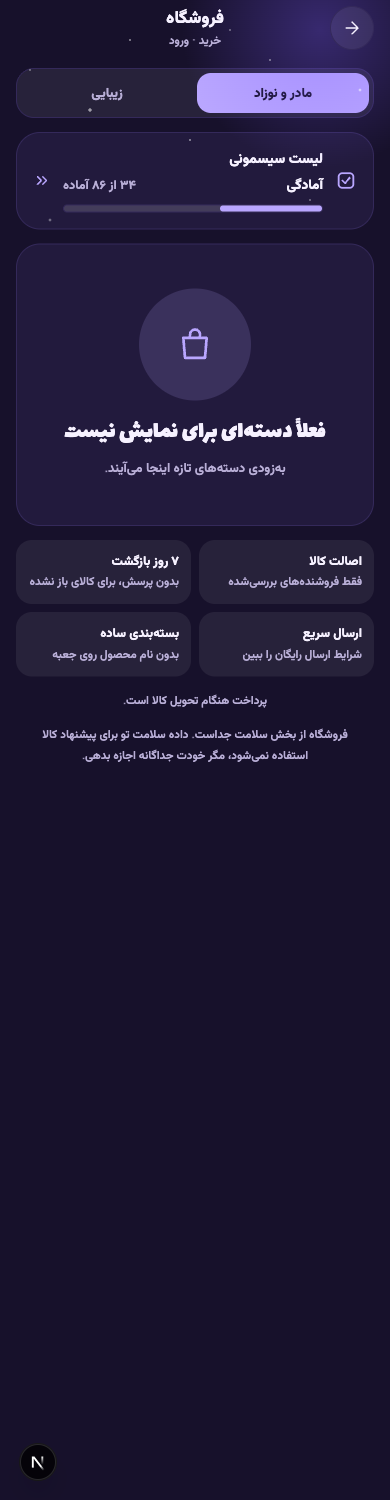 فروشگاه
خرید · ورود
مادر و نوزاد
زیبایی
لیست سیسمونی
آمادگی
۳۴ از ۸۶ آماده
فعلاً دسته‌ای برای نمایش نیست
به‌زودی دسته‌های تازه اینجا می‌آیند.
اصالت کالا
فقط فروشنده‌های بررسی‌شده
۷ روز بازگشت
بدون پرسش، برای کالای باز نشده
ارسال سریع
شرایط ارسال رایگان را ببین
بسته‌بندی ساده
بدون نام محصول روی جعبه
پرداخت هنگام تحویل کالا است.
فروشگاه از بخش سلامت جداست. داده سلامت تو برای پیشنهاد کالا
استفاده نمی‌شود، مگر خودت جداگانه اجازه بدهی.
N